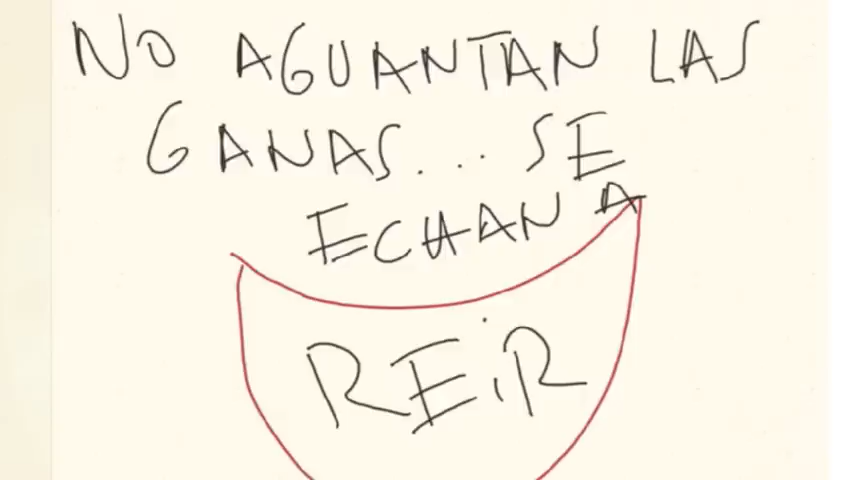 NO AGUANTAN LAS
GANAS... SE
ECHAN A
REiR